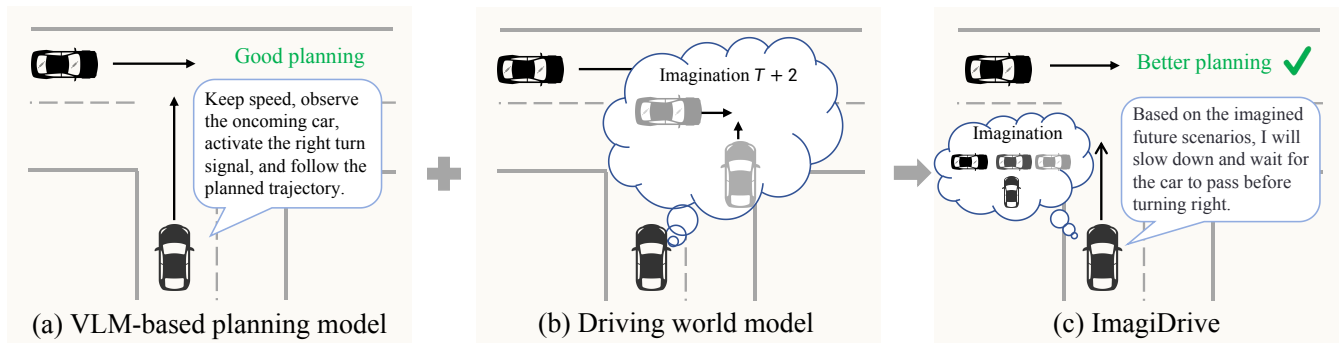 Good planning
Keep speed, observe
the oncoming car,
activate the right turn
signal, and follow the
planned trajectory.
(a) VLM-based planning model
Imagination T + 2
(b) Driving world model
Better planning
Imagination
Based on the imagined
future scenarios, I will
slow down and wait for
the car to pass before
turning right.
(c) ImagiDrive